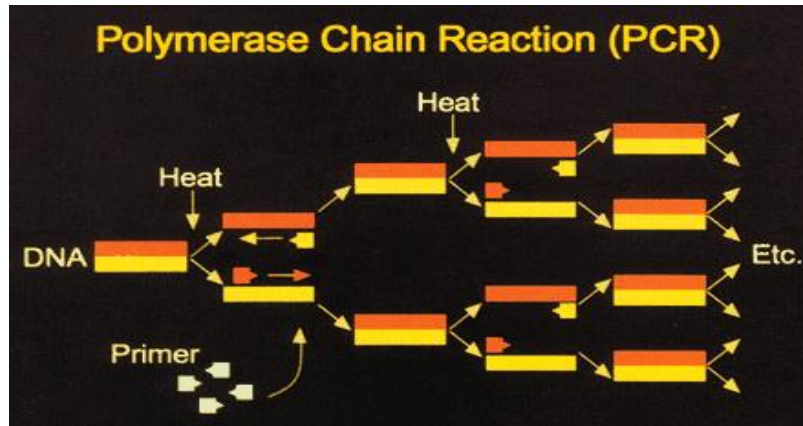 Polymerase Chain Reaction (PCR)
Heat
Heat
DNA
Etc.
Primer